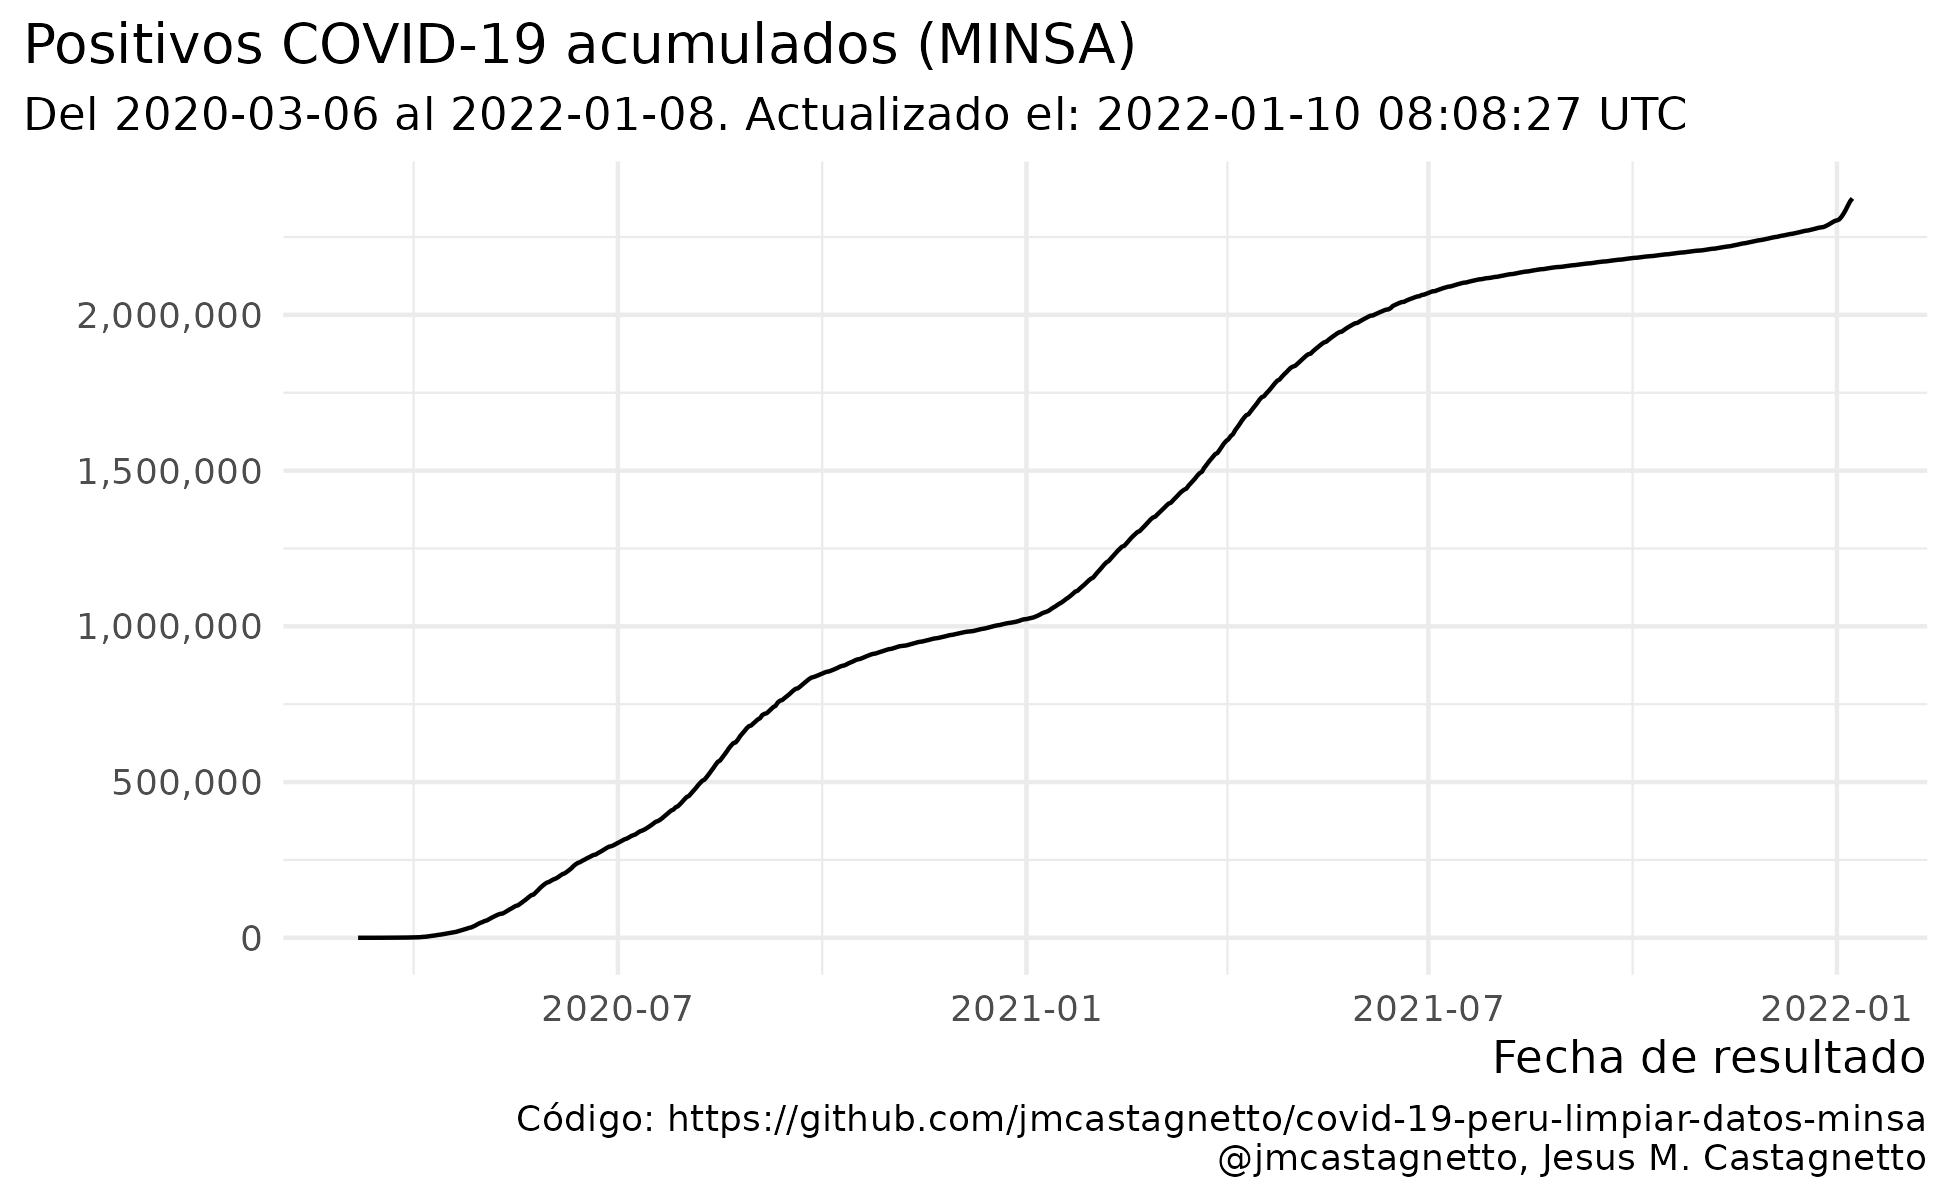 Positivos COVID-19 acumulados (MINSA)
Del 2020-03-06 al 2022-01-08. Actualizado el: 2022-01-10 08:08:27 UTC
2,000,000
1,500,000
1,000,000
500,000
0
2020-07 2021-01 2021-07 2022-01
Fecha de resultado
Código: https://github.com/jmcastagnetto/covid-19-peru-limpiar-datos-minsa
@jmcastagnetto, Jesus M. Castagnetto